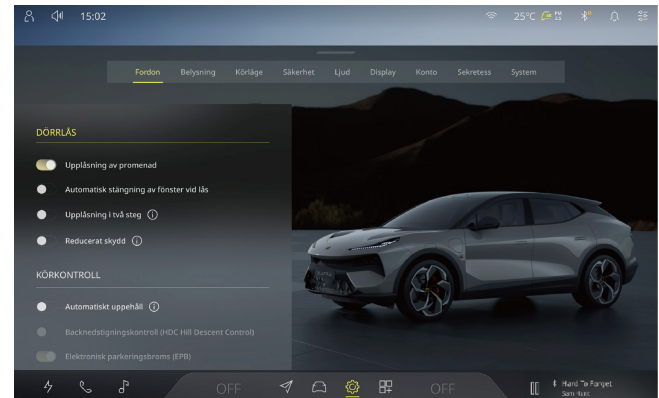 15:02
25°C
Fordon Belysning Körläge Säkerhet Ljud Display Konto Sekretess System
DÖRRLÅS
Upplåsning av promenad
Automatisk stängning av fönster vid lås
Upplåsning i två steg
Reducerat skydd
KÖRKONTROLL
Automatiskt uppehåll
Backnedstigningskontroll (HDC Hill Descent Control)
Elektronisk parkeringsbroms (EPB)
OFF OFF
Hard To Forget
Sam Hunt